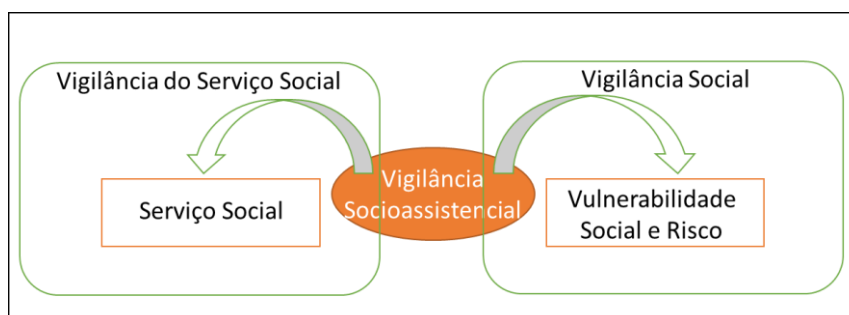 Vigilância do Serviço Social
Vigilância Social
Vigilância
Socioassistencial
Serviço Social
Vulnerabilidade
Social e Risco